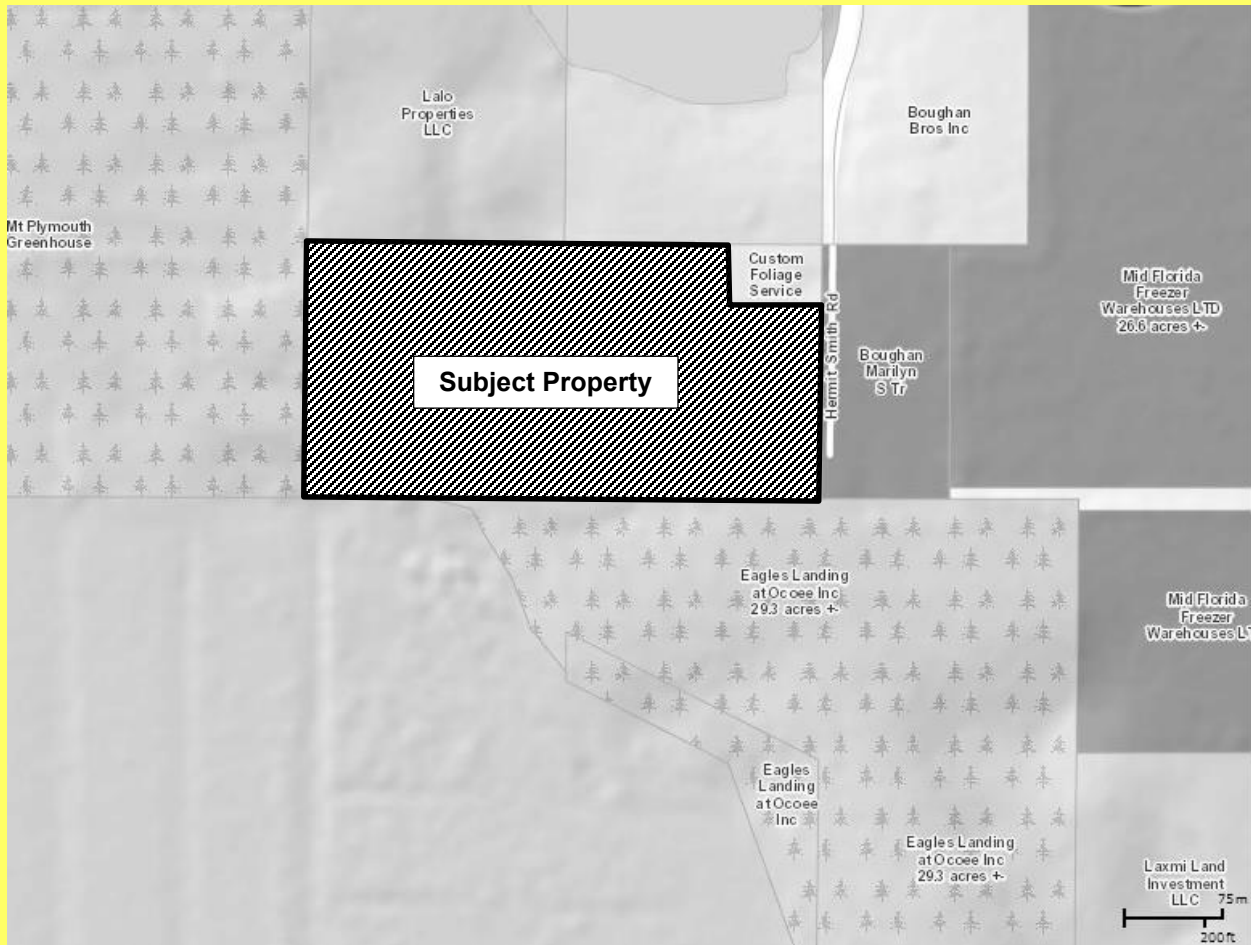 Lalo
Properties
LLC
Boughan
Bros Inc
Mt Plymouth
Greenhouse
Custom
Foliage
Service
Mid Florida
Freezer
Warehouses LTD
26.6 acres +-
Hermit Smith Rd
Boughan
Marilyn
S Tr
Subject Property
Eagles Landing
at Ocoee Inc
29.3 acres +-
Mid Florida
Freezer
Warehouses LT
Eagles
Landing
at Ocoee
Inc
Eagles Landing
at Ocoee Inc
29.3 acres +-
Laxmi Land
Investment
LLC
75m
200ft